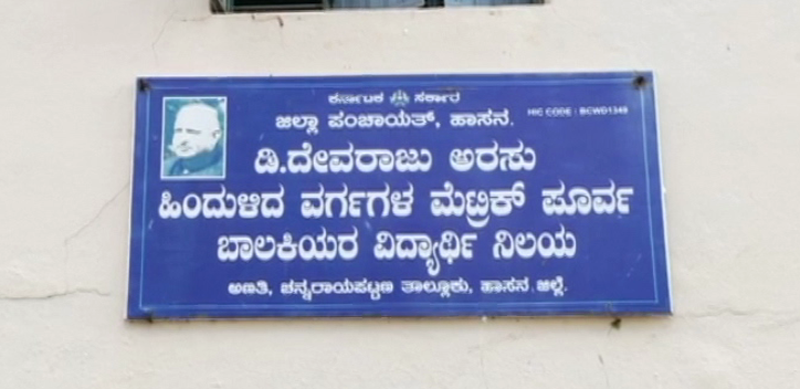 ಕರ್ನಾಟಕ ಸರ್ಕಾರ
ಜಿಲ್ಲಾ ಪಂಚಾಯತ್, ಹಾಸನ.
HIC CODE : BCWD1349
ಡಿ.ದೇವರಾಜು ಅರಸು
ಹಿಂದುಳಿದ ವರ್ಗಗಳ ಮೆಟ್ರಿಕ್ ಪೂರ್ವ
ಬಾಲಕಿಯರ ವಿದ್ಯಾರ್ಥಿ ನಿಲಯ
ಅಣತಿ, ಚನ್ನರಾಯಪಟ್ಟಣ ತಾಲ್ಲೂಕು, ಹಾಸನ ಜಿಲ್ಲೆ.